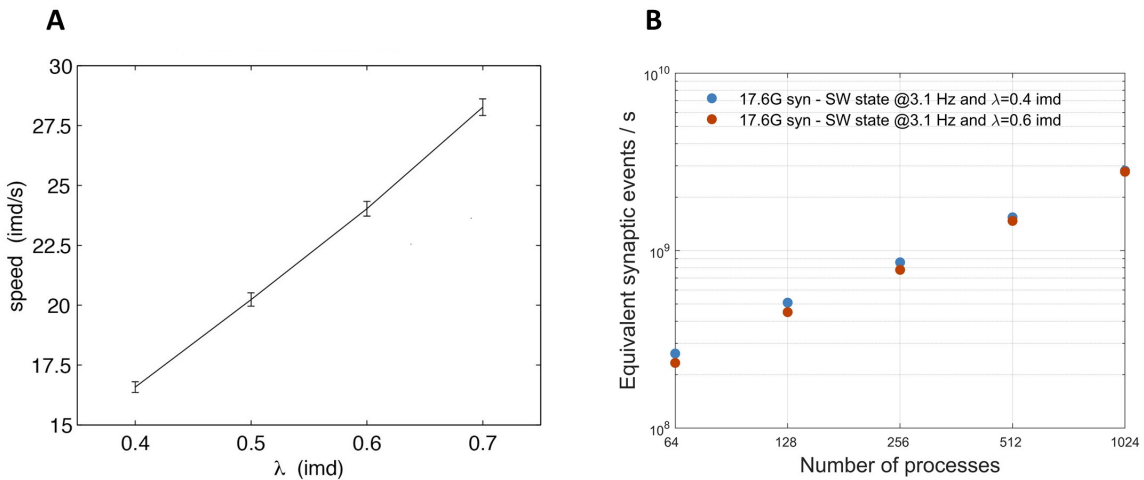 A
30
27.5
25
22.5
20
17.5
15
0.4
0.5
0.6
0.7
speed (imd/s)
λ (imd)
B
10^10
10^9
10^8
17.6G syn - SW state @3.1 Hz and λ=0.4 imd
17.6G syn - SW state @3.1 Hz and λ=0.6 imd
Equivalent synaptic events / s
64
128
256
512
1024
Number of processes